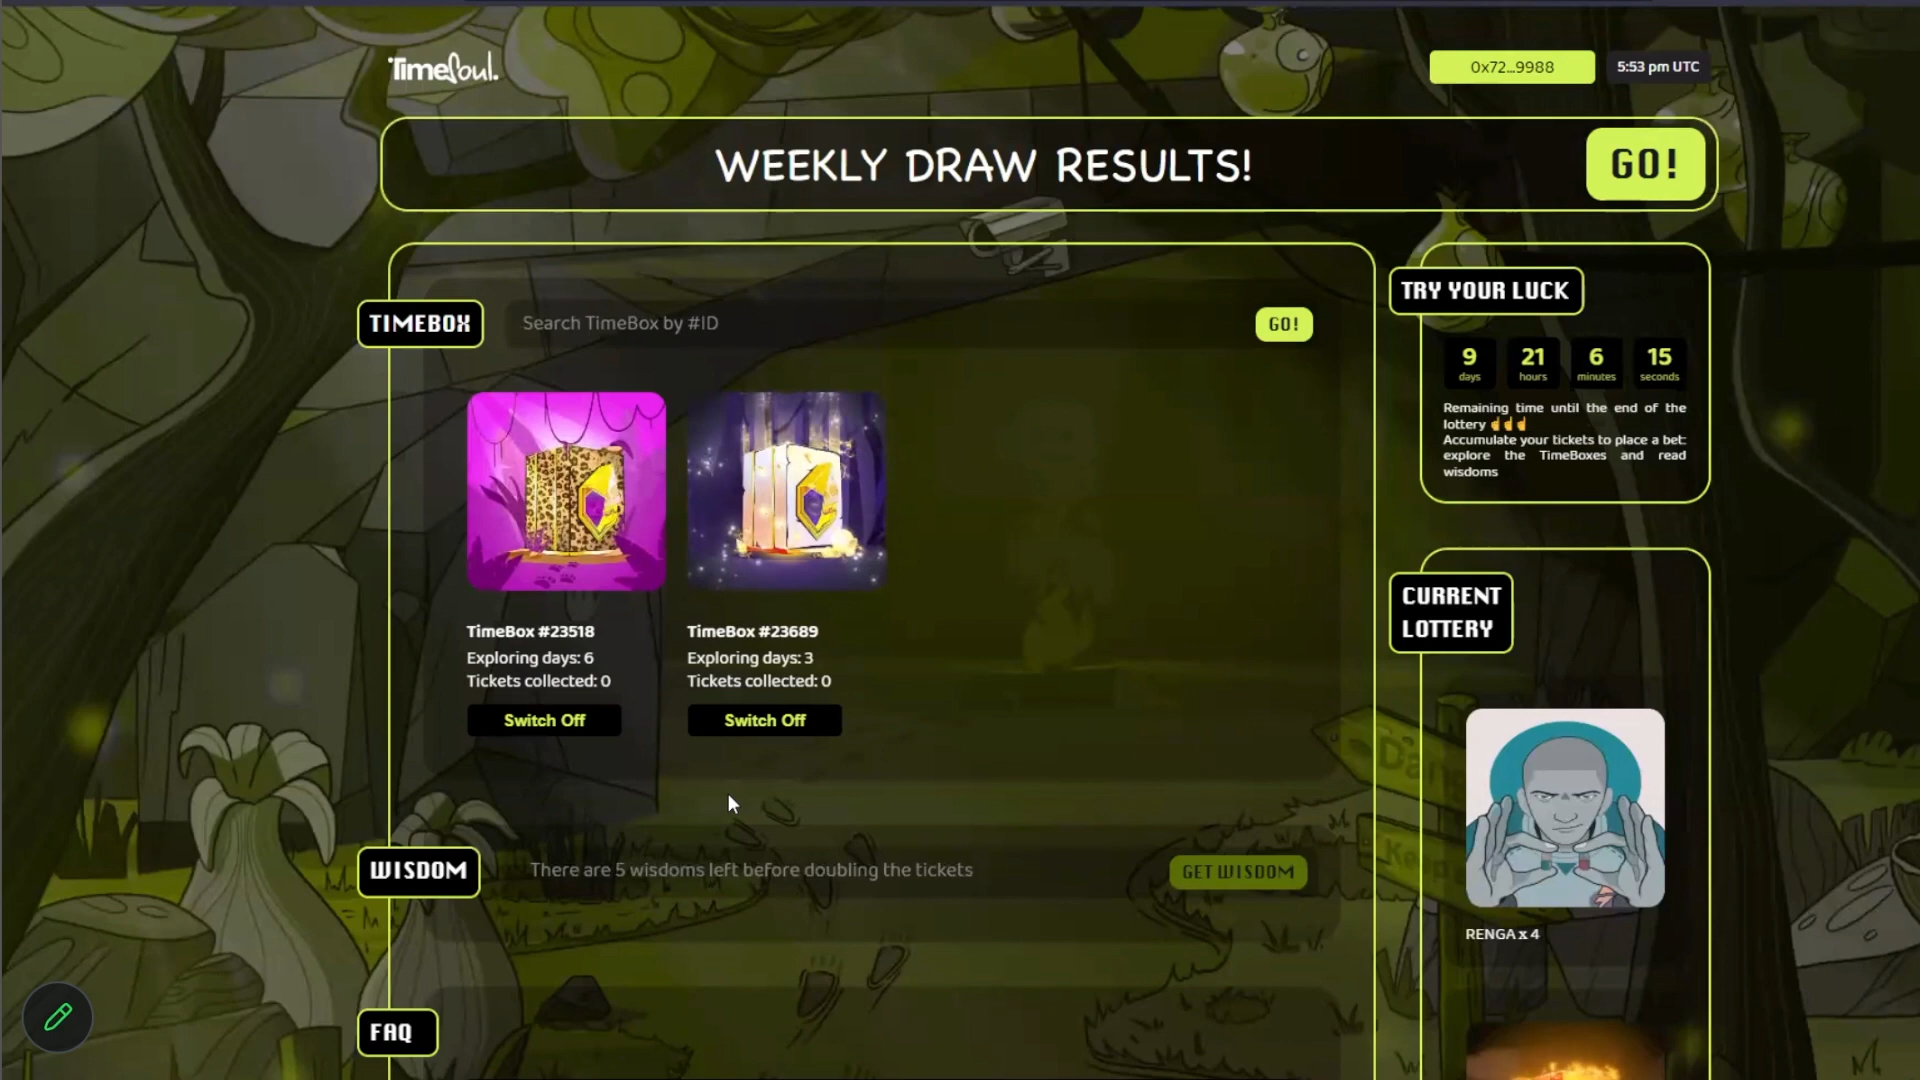 TimeSoul.
0x72...9988
5:53 pm UTC
WEEKLY DRAW RESULTS!
GO!
TIMEBOX
Search TimeBox by #ID
GO!
TimeBox #23518
Exploring days: 6
Tickets collected: 0
Switch Off
TimeBox #23689
Exploring days: 3
Tickets collected: 0
Switch Off
WISDOM
There are 5 wisdoms left before doubling the tickets
GET WISDOM
FAQ
TRY YOUR LUCK
9
days
21
hours
6
minutes
15
seconds
Remaining time until the end of the
lottery ☝☝☝
Accumulate your tickets to place a bet:
explore the TimeBoxes and read
wisdoms
CURRENT
LOTTERY
RENGA x 4